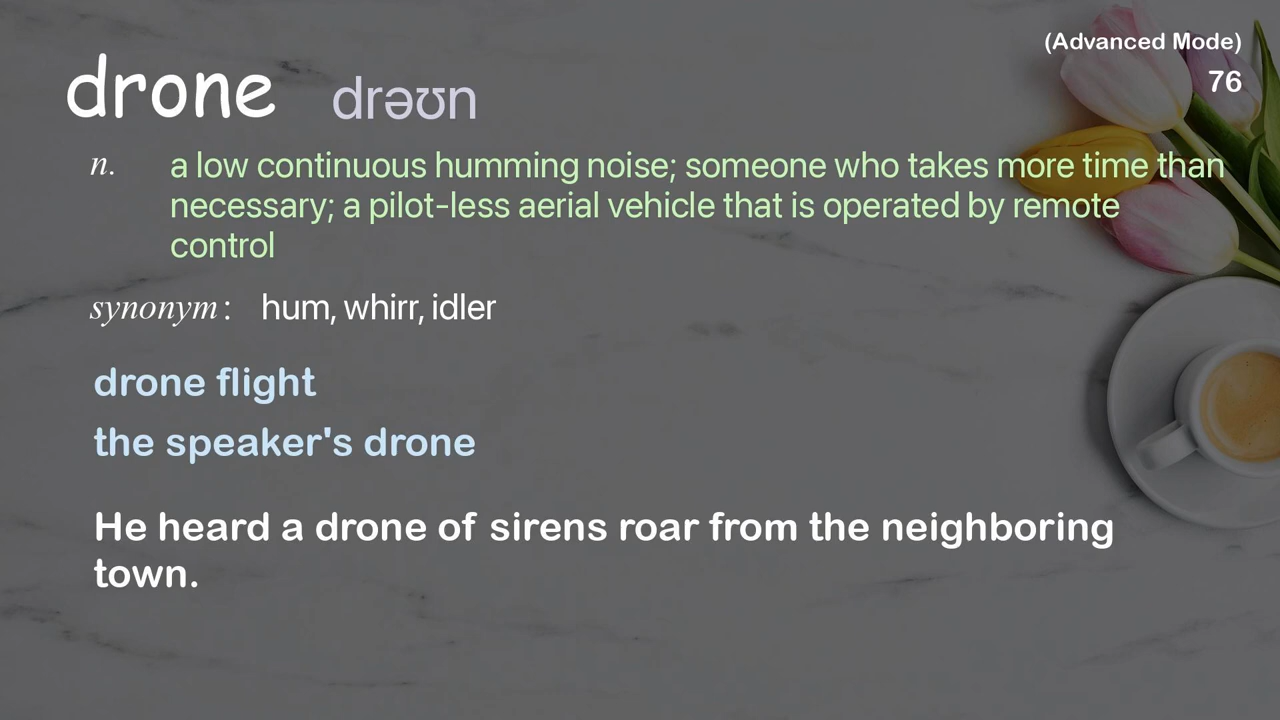 (Advanced Mode)
drone drəʊn
76
n. a low continuous humming noise; someone who takes more time than
necessary; a pilot-less aerial vehicle that is operated by remote
control
synonym: hum, whirr, idler
drone flight
the speaker's drone
He heard a drone of sirens roar from the neighboring
town.